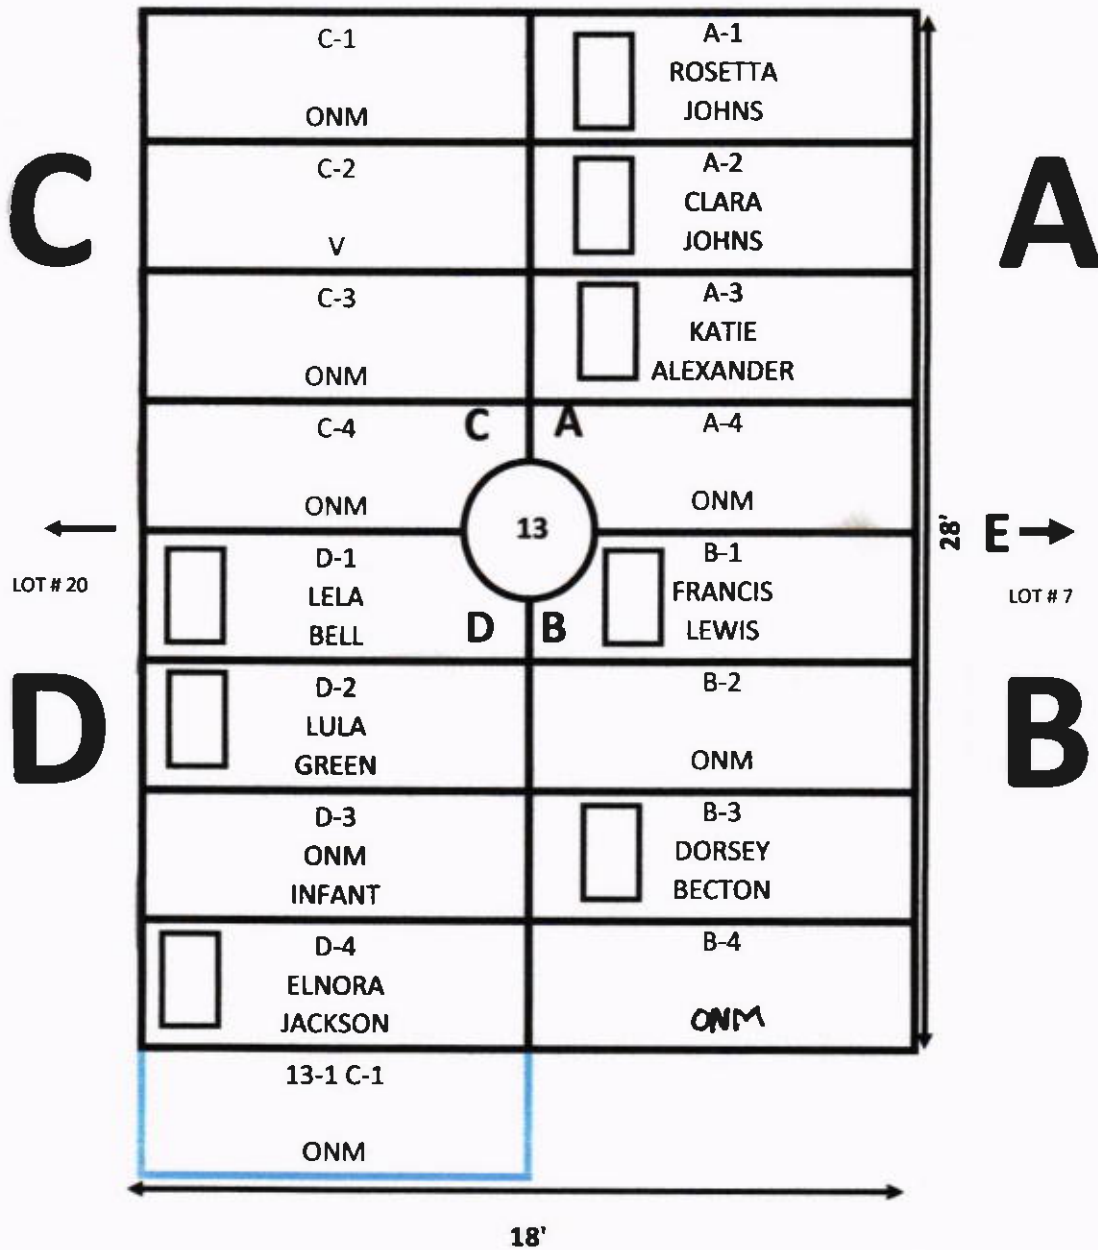 C-1
ONM
A-1
ROSETTA
JOHNS
C
C-2
V
A-2
CLARA
JOHNS
A
C-3
ONM
A-3
KATIE
ALEXANDER
C-4
ONM
C A
A-4
ONM
13
28'
E
LOT # 20
D-1
LELA
BELL
B-1
FRANCIS
LEWIS
LOT # 7
D B
D
D-2
LULA
GREEN
B-2
ONM
B
D-3
ONM
INFANT
B-3
DORSEY
BECTON
D-4
ELNORA
JACKSON
B-4
ONM
13-1 C-1
ONM
18'